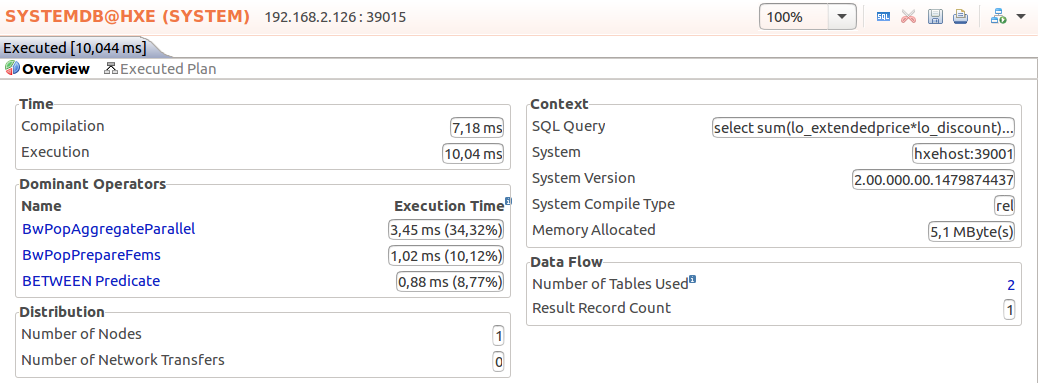 SYSTEMDB@HXE (SYSTEM) 192.168.2.126 : 39015 100% SQL
Executed [10,044 ms]
Overview Executed Plan
Time
Compilation 7,18 ms
Execution 10,04 ms
Dominant Operators
Name Execution Time
BwPopAggregateParallel 3,45 ms (34,32%)
BwPopPrepareFems 1,02 ms (10,12%)
BETWEEN Predicate 0,88 ms (8,77%)
Distribution
Number of Nodes 1
Number of Network Transfers 0
Context
SQL Query select sum(lo_extendedprice*lo_discount)...
System hxehost:39001
System Version 2.00.000.00.1479874437
System Compile Type rel
Memory Allocated 5,1 MByte(s)
Data Flow
Number of Tables Used 2
Result Record Count 1